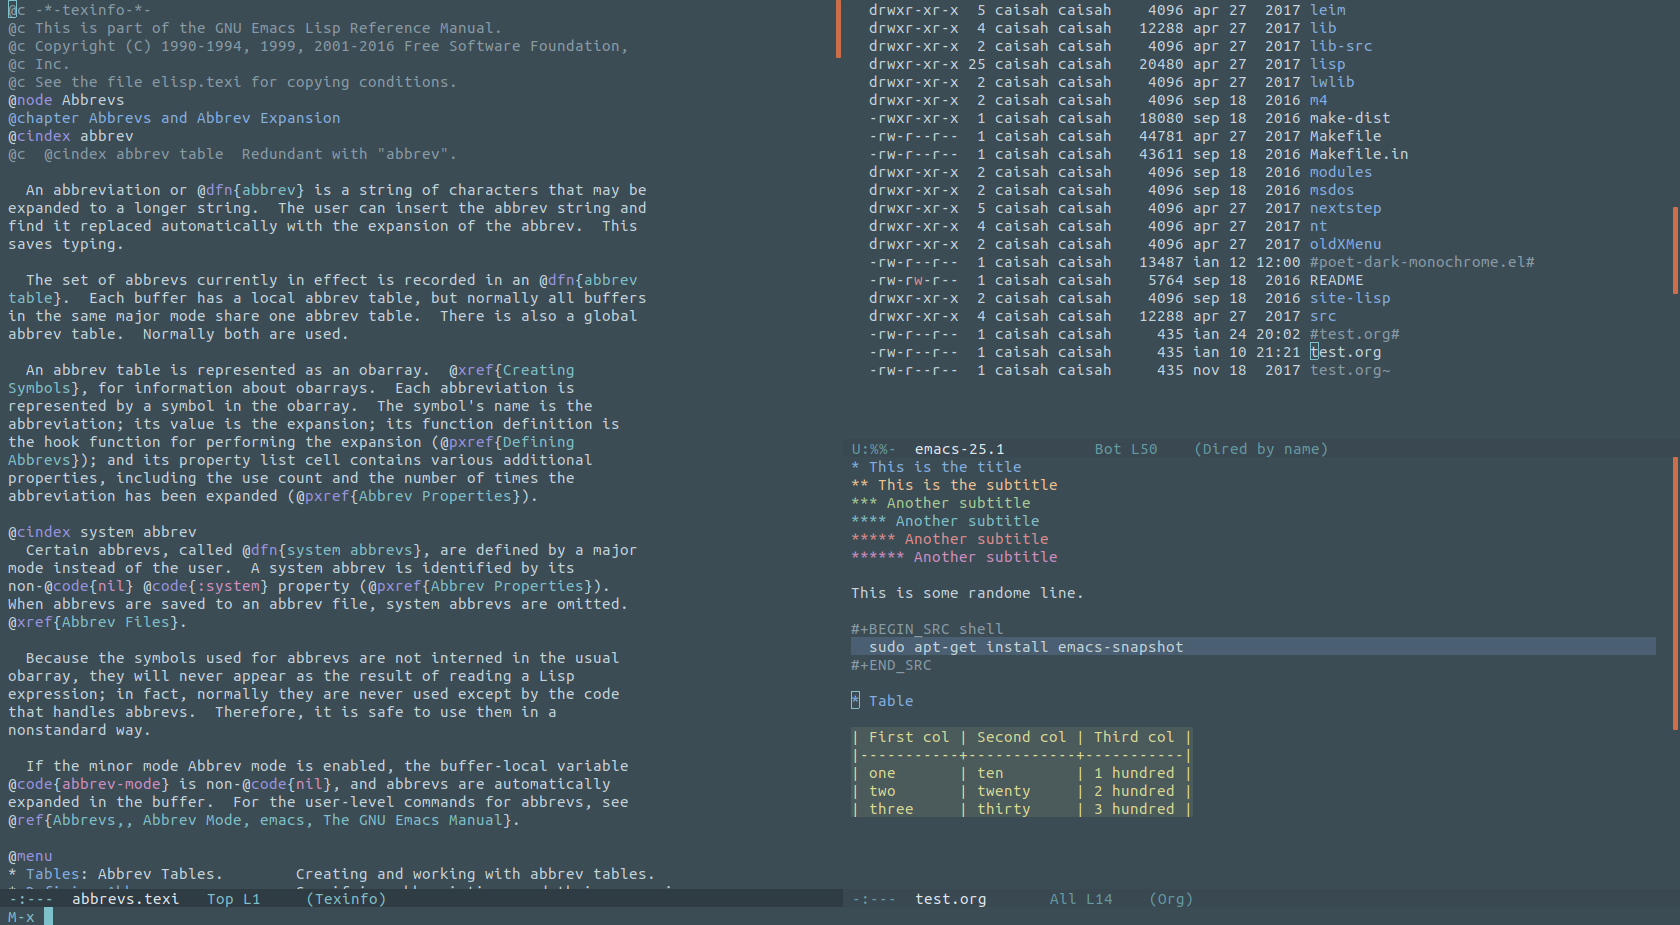 @c -*-texinfo-*-
@c This is part of the GNU Emacs Lisp Reference Manual.
@c Copyright (C) 1990-1994, 1999, 2001-2016 Free Software Foundation,
@c Inc.
@c See the file elisp.texi for copying conditions.
@node Abbrevs
@chapter Abbrevs and Abbrev Expansion
@cindex abbrev
@c  @cindex abbrev table  Redundant with "abbrev".

  An abbreviation or @dfn{abbrev} is a string of characters that may be
expanded to a longer string.  The user can insert the abbrev string and
find it replaced automatically with the expansion of the abbrev.  This
saves typing.

  The set of abbrevs currently in effect is recorded in an @dfn{abbrev
table}.  Each buffer has a local abbrev table, but normally all buffers
in the same major mode share one abbrev table.  There is also a global
abbrev table.  Normally both are used.

  An abbrev table is represented as an obarray.  @xref{Creating
Symbols}, for information about obarrays.  Each abbreviation is
represented by a symbol in the obarray.  The symbol's name is the
abbreviation; its value is the expansion; its function definition is
the hook function for performing the expansion (@pxref{Defining
Abbrevs}); and its property list cell contains various additional
properties, including the use count and the number of times the
abbreviation has been expanded (@pxref{Abbrev Properties}).

@cindex system abbrev
  Certain abbrevs, called @dfn{system abbrevs}, are defined by a major
mode instead of the user.  A system abbrev is identified by its
non-@code{nil} @code{:system} property (@pxref{Abbrev Properties}).
When abbrevs are saved to an abbrev file, system abbrevs are omitted.
@xref{Abbrev Files}.

  Because the symbols used for abbrevs are not interned in the usual
obarray, they will never appear as the result of reading a Lisp
expression; in fact, normally they are never used except by the code
that handles abbrevs.  Therefore, it is safe to use them in a
nonstandard way.

  If the minor mode Abbrev mode is enabled, the buffer-local variable
@code{abbrev-mode} is non-@code{nil}, and abbrevs are automatically
expanded in the buffer.  For the user-level commands for abbrevs, see
@ref{Abbrevs,, Abbrev Mode, emacs, The GNU Emacs Manual}.

@menu
* Tables: Abbrev Tables.        Creating and working with abbrev tables.
-:---  abbrevs.texi   Top L1     (Texinfo)
M-x
drwxr-xr-x  5 caisah caisah    4096 apr 27  2017 leim
drwxr-xr-x  4 caisah caisah   12288 apr 27  2017 lib
drwxr-xr-x  2 caisah caisah    4096 apr 27  2017 lib-src
drwxr-xr-x 25 caisah caisah   20480 apr 27  2017 lisp
drwxr-xr-x  2 caisah caisah    4096 apr 27  2017 lwlib
drwxr-xr-x  2 caisah caisah    4096 sep 18  2016 m4
-rwxr-xr-x  1 caisah caisah   18080 sep 18  2016 make-dist
-rw-r--r--  1 caisah caisah   44781 apr 27  2017 Makefile
-rw-r--r--  1 caisah caisah   43611 sep 18  2016 Makefile.in
drwxr-xr-x  2 caisah caisah    4096 sep 18  2016 modules
drwxr-xr-x  2 caisah caisah    4096 sep 18  2016 msdos
drwxr-xr-x  5 caisah caisah    4096 apr 27  2017 nextstep
drwxr-xr-x  4 caisah caisah    4096 apr 27  2017 nt
drwxr-xr-x  2 caisah caisah    4096 apr 27  2017 oldXMenu
-rw-r--r--  1 caisah caisah   13487 ian 12 12:00 #poet-dark-monochrome.el#
-rw-rw-r--  1 caisah caisah    5764 sep 18  2016 README
drwxr-xr-x  2 caisah caisah    4096 sep 18  2016 site-lisp
drwxr-xr-x  4 caisah caisah   12288 apr 27  2017 src
-rw-r--r--  1 caisah caisah     435 ian 24 20:02 #test.org#
-rw-r--r--  1 caisah caisah     435 ian 10 21:21 test.org
-rw-r--r--  1 caisah caisah     435 nov 18  2017 test.org~
U:%%-  emacs-25.1          Bot L50    (Dired by name)
* This is the title
** This is the subtitle
*** Another subtitle
**** Another subtitle
***** Another subtitle
****** Another subtitle

This is some randome line.

#+BEGIN_SRC shell
  sudo apt-get install emacs-snapshot
#+END_SRC

* Table

| First col | Second col | Third col |
|-----------+------------+-----------|
| one       | ten        | 1 hundred |
| two       | twenty     | 2 hundred |
| three     | thirty     | 3 hundred |
-:---  test.org       All L14    (Org)